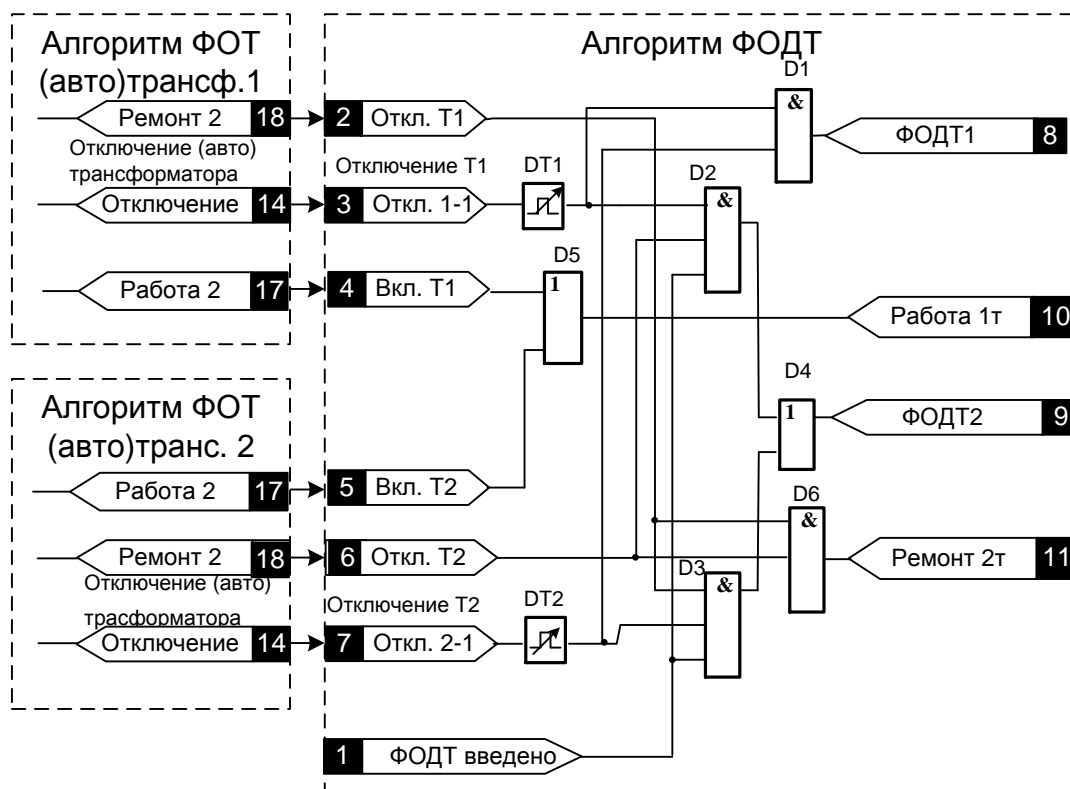 Алгоритм ФОТ
(авто)трансф.1
Ремонт 2 18
Отключение (авто)
трансформатора
Отключение 14
Работа 2 17
Алгоритм ФОТ
(авто)транс. 2
Работа 2 17
Ремонт 2 18
Отключение (авто)
трасформатора
Отключение 14
Алгоритм ФОДТ
2 Откл. Т1
Отключение Т1
3 Откл. 1-1
DT1
4 Вкл. Т1
D5
1
5 Вкл. Т2
6 Откл. Т2
Отключение Т2
7 Откл. 2-1
DT2
1 ФОДТ введено
D1
&
D2
&
D3
&
D4
1
D6
&
ФОДТ1 8
Работа 1т 10
ФОДТ2 9
Ремонт 2т 11